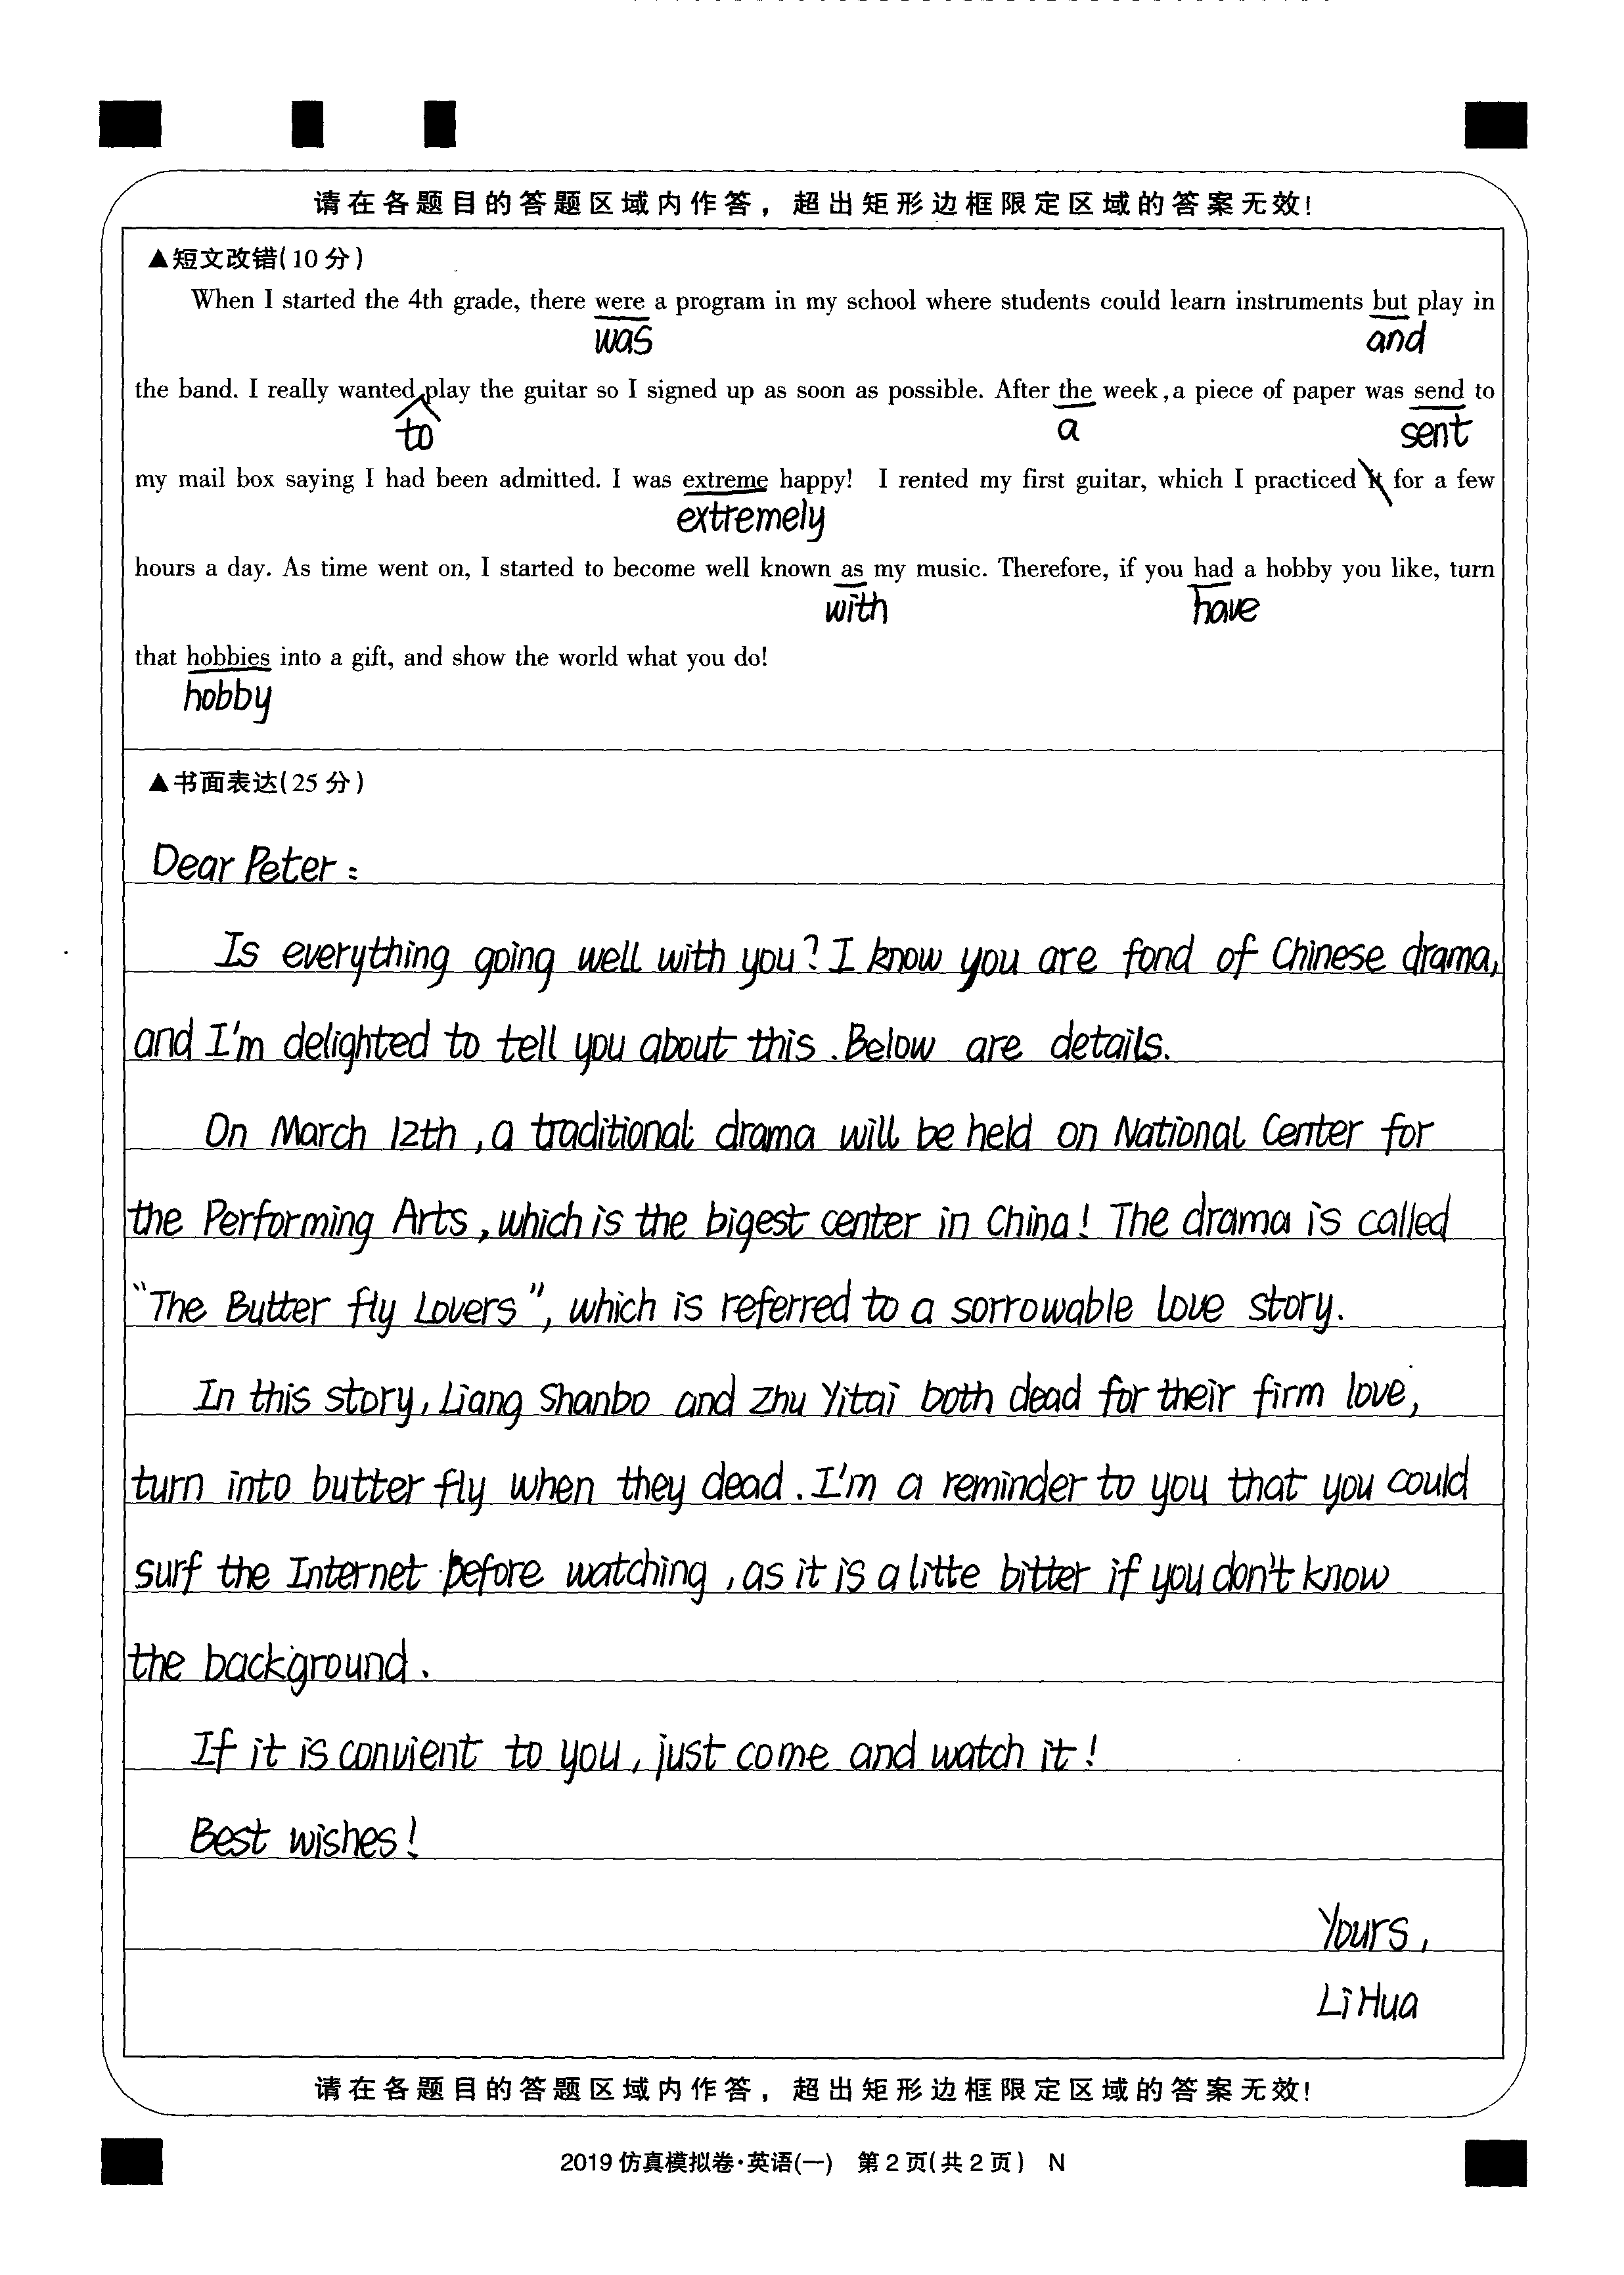 请在各题目的答题区域内作答，超出矩形边框限定区域的答案无效!
▲短文改错(10分)
When I started the 4th grade, there were a program in my school where students could learn instruments but play in
was and
the band. I really wanted play the guitar so I signed up as soon as possible. After the week,a piece of paper was send to
to a sent
my mail box saying I had been admitted. I was extreme happy! I rented my first guitar, which I practiced it for a few
extremely
hours a day. As time went on, I started to become well known as my music. Therefore, if you had a hobby you like, turn
with have
that hobbies into a gift, and show the world what you do!
hobby
▲书面表达(25分)
Dear Peter:
Is everything going well with you? I know you are fond of Chinese drama,
and I'm delighted to tell you about this. Below are details.
On March 12th, a traditional drama will be held on National Center for
the Performing Arts, which is the bigest center in China! The drama is called
"The Butter fly Lovers", which is referred to a sorrowable love story.
In this story, Liang Shanbo and Zhu Yitai both dead for their firm love,
turn into butter fly when they dead. I'm a reminder to you that you could
surf the Internet before watching, as it is a litte bitter if you don't know
the background.
If it is convient to you, just come and watch it!
Best wishes!
Yours,
Li Hua
请在各题目的答题区域内作答，超出矩形边框限定区域的答案无效!
2019仿真模拟卷·英语(一) 第2页(共2页) N